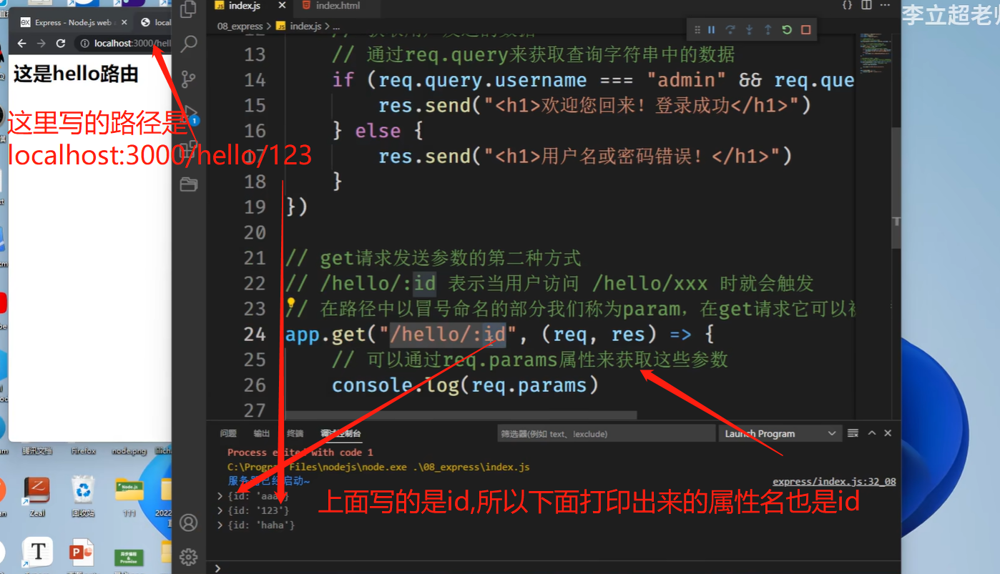 李立超老师
Express - Node.js web
local
localhost:3000/hell
这是hello路由
这里写的路径是
localhost:3000/hello/123
index.js
index.html
08_express > index.js > ...
13 // 通过req.query来获取查询字符串中的数据
14 if (req.query.username === "admin" && req.que
15 res.send("<h1>欢迎您回来！登录成功</h1>")
16 } else {
17 res.send("<h1>用户名或密码错误！</h1>")
18 }
19 })
20
21 // get请求发送参数的第二种方式
22 // /hello/:id 表示当用户访问 /hello/xxx 时就会触发
23 // 在路径中以冒号命名的部分我们称为param，在get请求它可以被
24 app.get("/hello/:id", (req, res) => {
25 // 可以通过req.params属性来获取这些参数
26 console.log(req.params)
27
问题 输出 终端 调试控制台
筛选器(例如 text、!exclude)
Launch Program
Process exited with code 1
C:\Program Files\nodejs\node.exe .\08_express\index.js
服务器已经启动~
express/index.js:32_08
> {id: 'aaa'}
> {id: '123'}
> {id: 'haha'}
上面写的是id,所以下面打印出来的属性名也是id
腾讯文档
Firefox
node.png
Zeal
回收站
111
Node.js